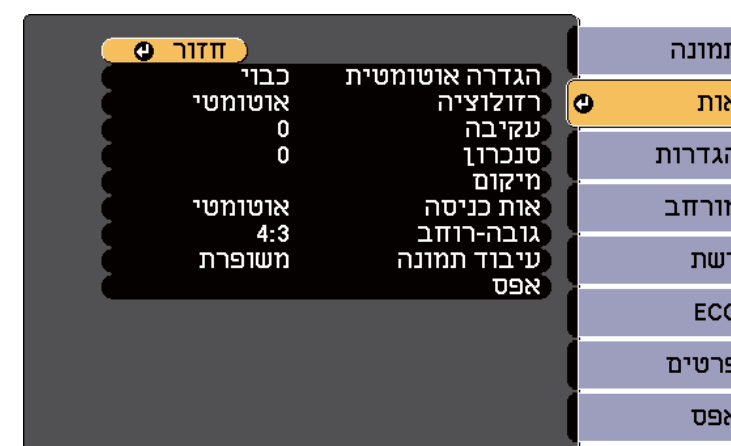 חזור
הגדרה אוטומטית כבוי
רזולוציה אוטומטי
עקיבה 0
סנכרון 0
מיקום
אות כניסה אוטומטי
גובה-רוחב 4:3
עיבוד תמונה משופרת
אפס
תמונה
אות
הגדרות
מורחב
רשת
ECO
פרטים
אפס